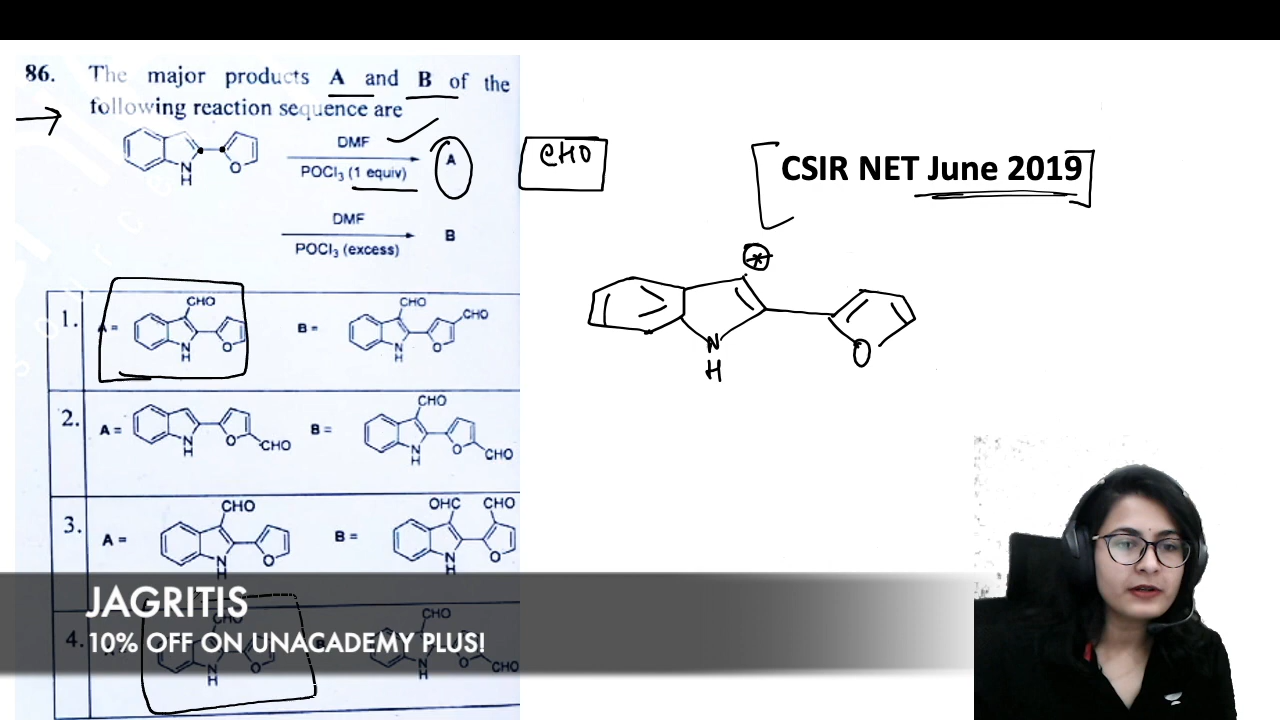 86. The major products A and B of the
following reaction sequence are
DMF
POCl3 (1 equiv)
A
CHO
CSIR NET June 2019
N
H
O
DMF
POCl3 (excess)
B
*
N
H
O
1. A = CHO N H O B = CHO N H O CHO
2. A = N H O CHO B = CHO N H O CHO
3. A = CHO N H O B = OHC CHO N H O
4. CHO N H O CHO CHO
JAGRITIS
10% OFF ON UNACADEMY PLUS!